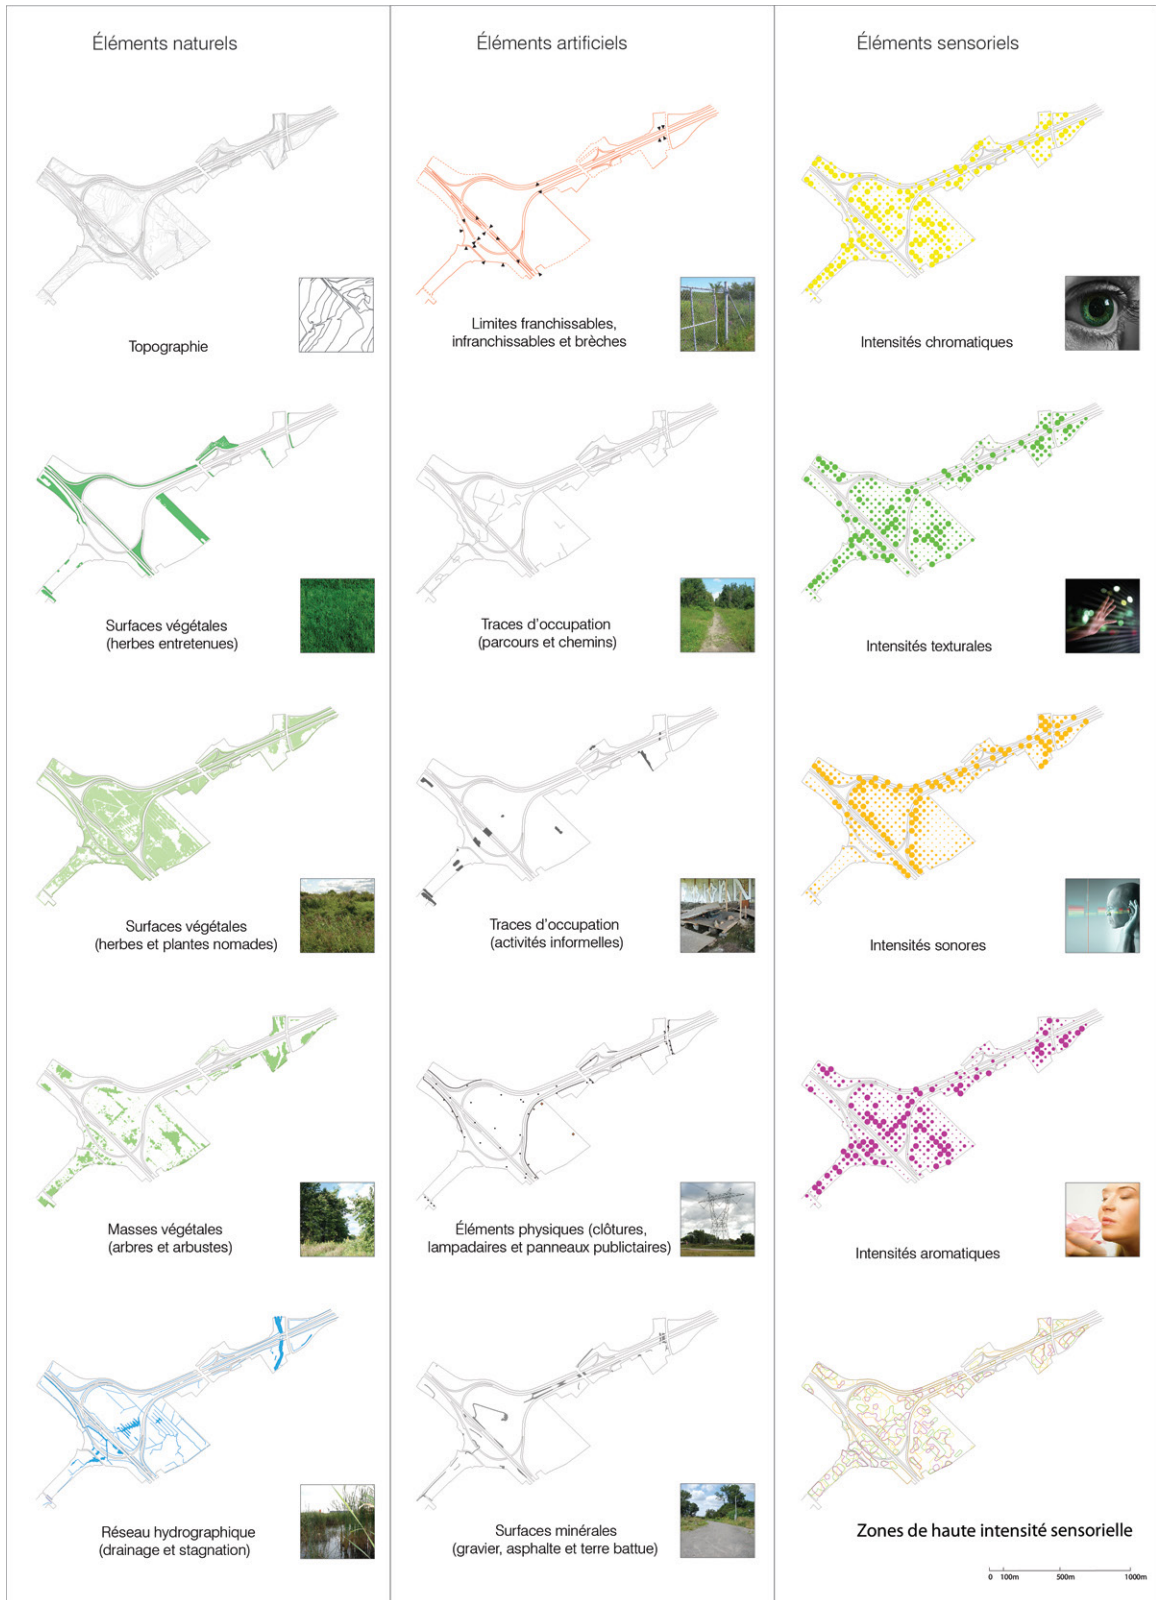 Éléments naturels
Topographie
Surfaces végétales
(herbes entretenues)
Surfaces végétales
(herbes et plantes nomades)
Masses végétales
(arbres et arbustes)
Réseau hydrographique
(drainage et stagnation)
Éléments artificiels
Limites franchissables,
infranchissables et brèches
Traces d'occupation
(parcours et chemins)
Traces d'occupation
(activités informelles)
Éléments physiques (clôtures,
lampadaires et panneaux publictaires)
Surfaces minérales
(gravier, asphalte et terre battue)
Éléments sensoriels
Intensités chromatiques
Intensités texturales
Intensités sonores
Intensités aromatiques
Zones de haute intensité sensorielle
0 100m 500m 1000m